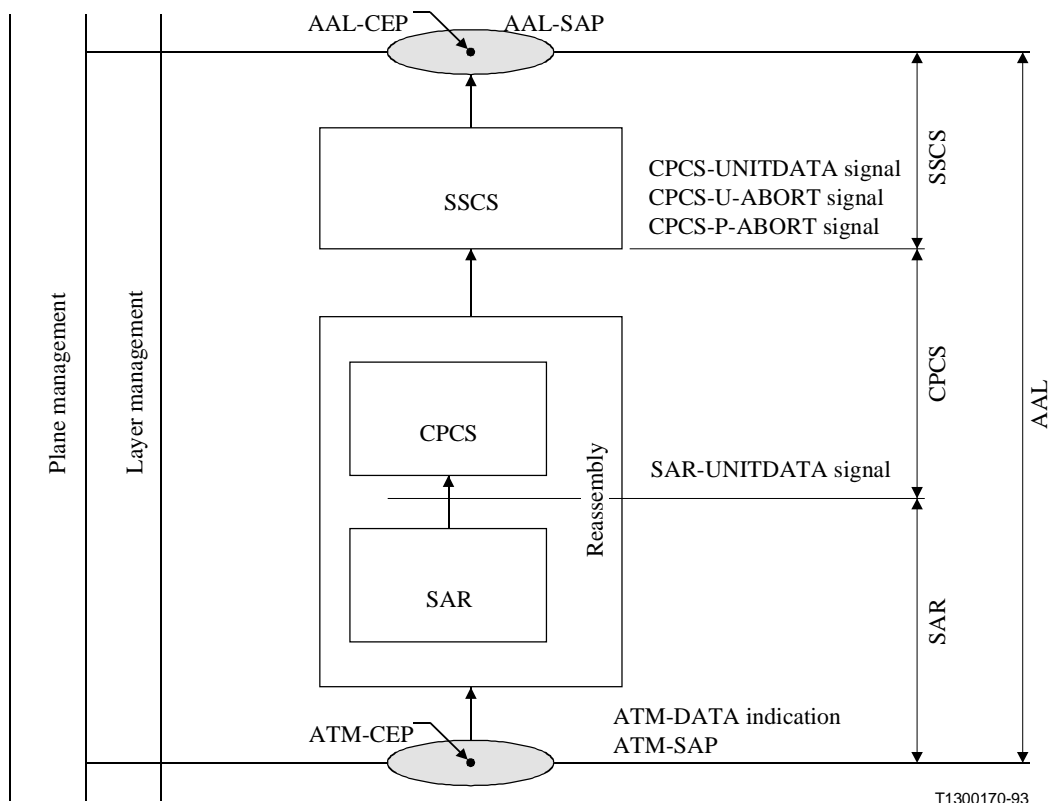 AAL-CEP
AAL-SAP
SSCS
CPCS-UNITDATA signal
CPCS-U-ABORT signal
CPCS-P-ABORT signal
SSCS
Plane management
Layer management
CPCS
Reassembly
SAR-UNITDATA signal
CPCS
AAL
SAR
SAR
ATM-CEP
ATM-DATA indication
ATM-SAP
T1300170-93